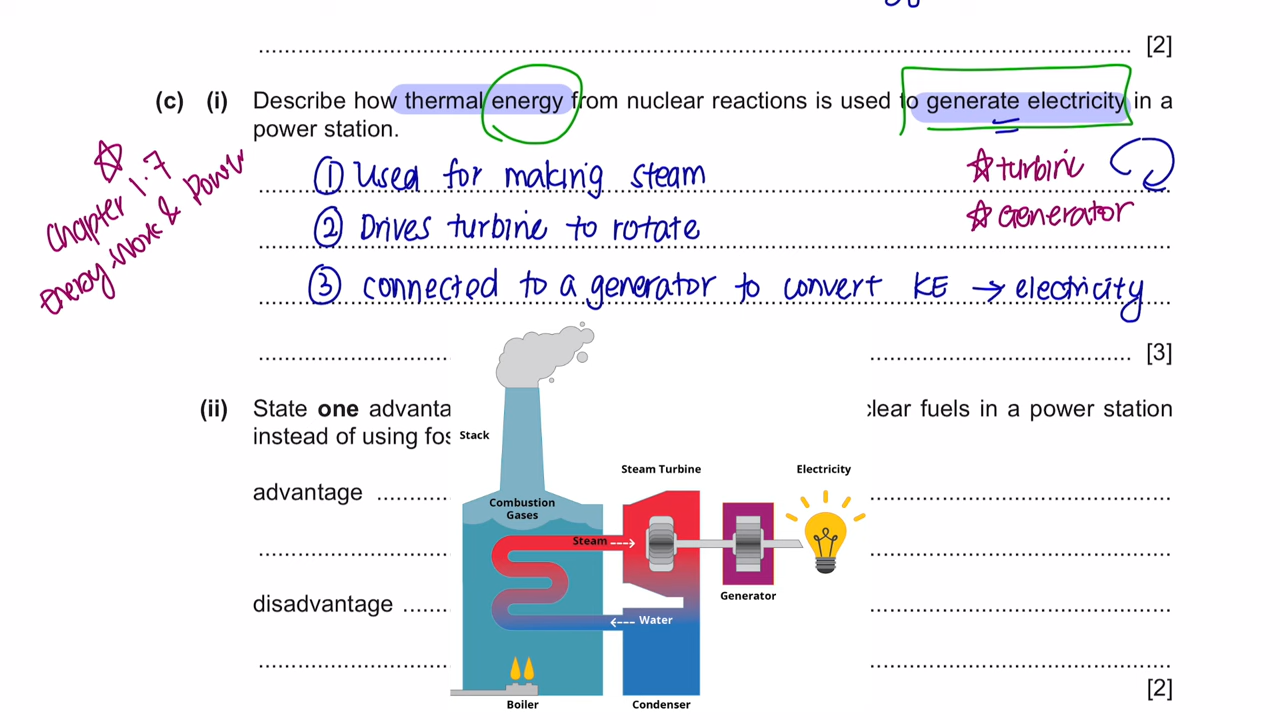 [2]
(c) (i) Describe how thermal energy from nuclear reactions is used to generate electricity in a
power station.
☆ Chapter 1.7
Energy Work & Power
① Used for making steam
☆ turbine
② Drives turbine to rotate
☆ Generator
③ connected to a generator to convert KE → electricity
[3]
(ii) State one advanta clear fuels in a power station
instead of using fos
Stack
Steam Turbine
Electricity
advantage
Combustion
Gases
Steam
Generator
disadvantage
Water
[2]
Boiler
Condenser